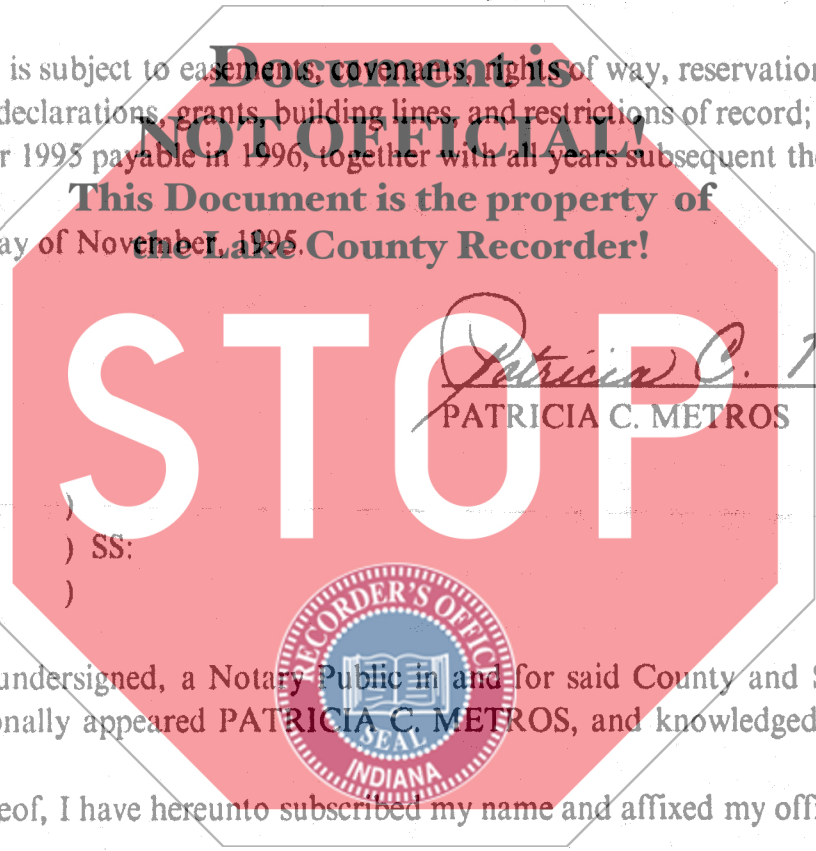 Document is
is subject to easements, covenants, rights of way, reservation
declarations, grants, building lines, and restrictions of record;
NOT OFFICIAL!
r 1995 payable in 1996, together with all years subsequent the
This Document is the property of
the Lake County Recorder!
ay of November, 1995.
STOP
Patricia C.
PATRICIA C. METROS
)
) SS:
)
RECORDER'S OFFICE
undersigned, a Notary Public in and for said County and S
onally appeared PATRICIA C. METROS, and knowledged
SEAL
INDIANA
eof, I have hereunto subscribed my name and affixed my offi